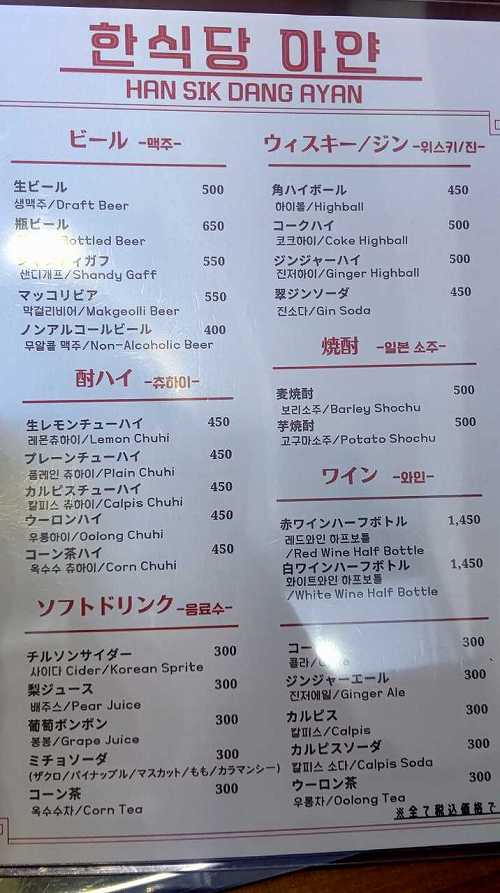 한식당 아얀
HAN SIK DANG AYAN
ビール -맥주-
生ビール 500
생맥주/Draft Beer
瓶ビール 650
Bottled Beer
550
샌디개프/Shandy Gaff
マッコリビア 550
막걸리비어/Makgeolli Beer
ノンアルコールビール 400
무알콜 맥주/Non-Alcoholic Beer
酎ハイ -츄하이-
生レモンチューハイ 450
레몬츄하이/Lemon Chuhi
プレーンチューハイ 450
플레인 츄하이/Plain Chuhi
カルピスチューハイ 450
칼피스 츄하이/Calpis Chuhi
ウーロンハイ 450
우롱하이/Oolong Chuhi
コーン茶ハイ 450
옥수수 츄하이/Corn Chuhi
ソフトドリンク -음료수-
チルソンサイダー 300
사이다 Cider/Korean Sprite
梨ジュース 300
배주스/Pear Juice
葡萄ボンボン 300
봉봉/Grape Juice
ミチョソーダ 300
(ザクロ/パイナップル/マスカット/もも/カラマンシー)
コーン茶 300
옥수수차/Corn Tea
ウィスキー/ジン -위스키/진-
角ハイボール 450
하이볼/Highball
コークハイ 500
코크하이/Coke Highball
ジンジャーハイ 500
진저하이/Ginger Highball
翠ジンソーダ 450
진소다/Gin Soda
焼酎 -일본 소주-
麦焼酎 500
보리소주/Barley Shochu
芋焼酎 500
고구마소주/Potato Shochu
ワイン -와인-
赤ワインハーフボトル 1,450
레드와인 하프보틀
/Red Wine Half Bottle
白ワインハーフボトル 1,450
화이트와인 하프보틀
/White Wine Half Bottle
300
콜라/
ジンジャーエール 300
진저에일/Ginger Ale
カルピス 300
칼피스/Calpis
カルピスソーダ 300
칼피스 소다/Calpis Soda
ウーロン茶 300
우롱차/Oolong Tea
※全て税込価格で